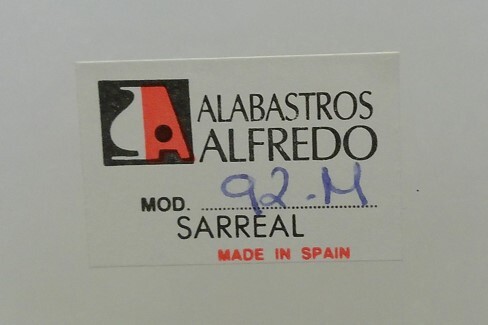 ALABASTROS
ALFREDO
MOD. 92-M
SARREAL
MADE IN SPAIN